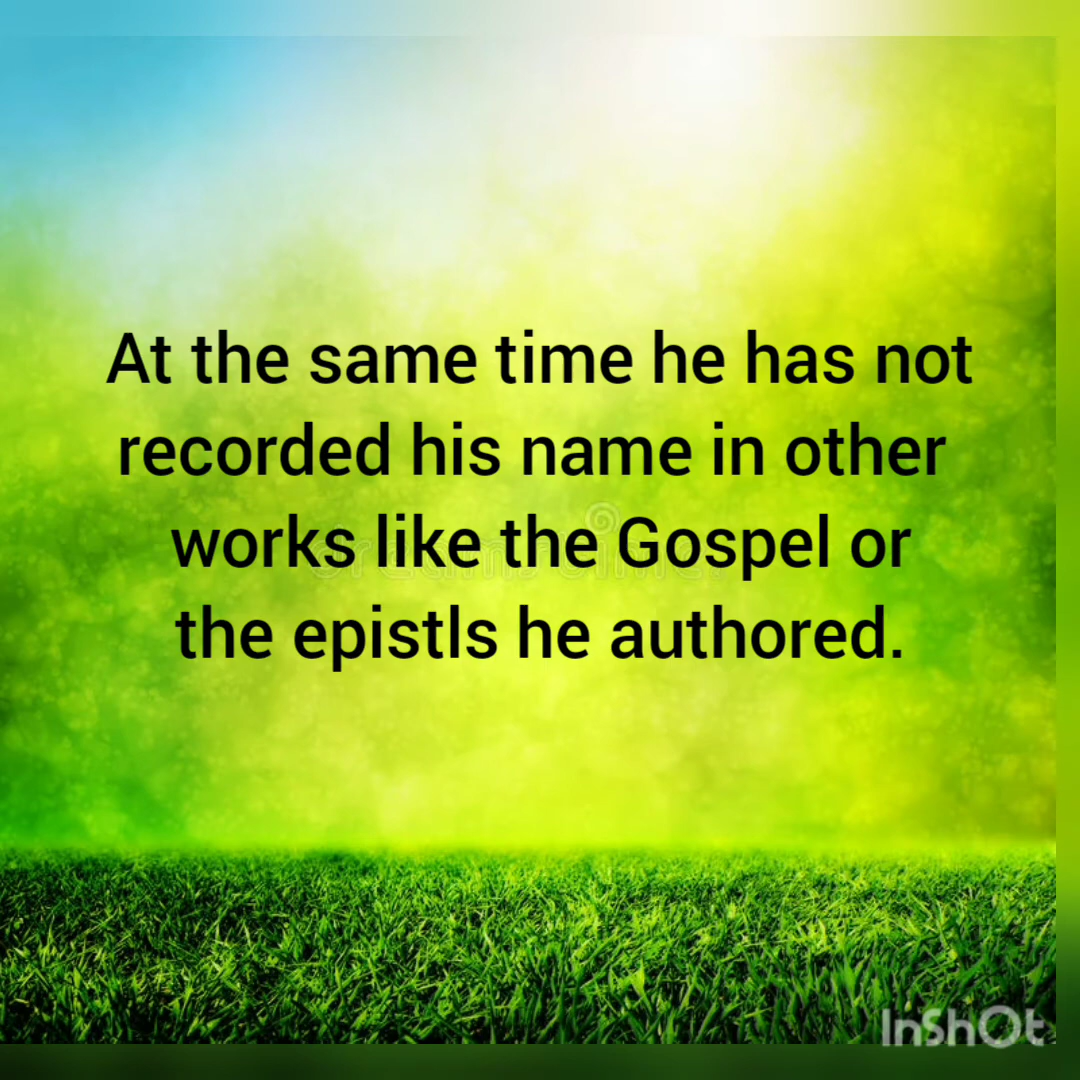 At the same time he has not
recorded his name in other
works like the Gospel or
the epistls he authored.
InShOt